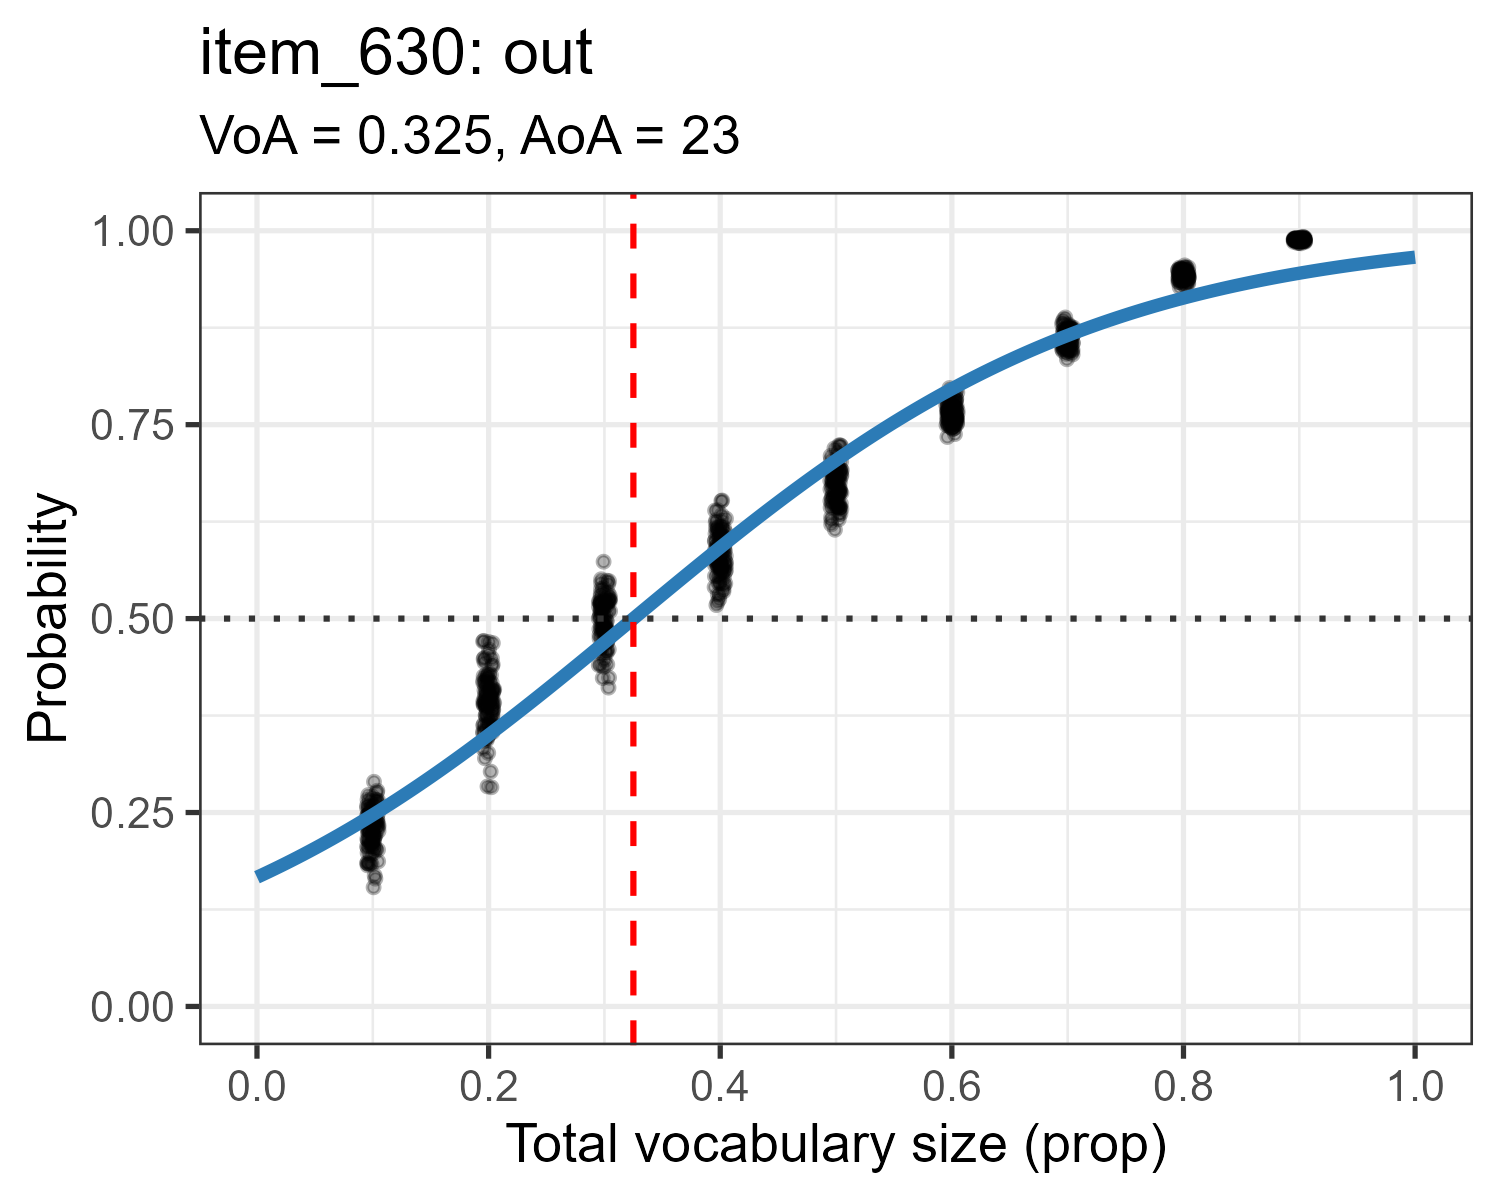 item_630: out
VoA = 0.325, AoA = 23
1.00
0.75
0.50
0.25
0.00
Probability
0.0 0.2 0.4 0.6 0.8 1.0
Total vocabulary size (prop)